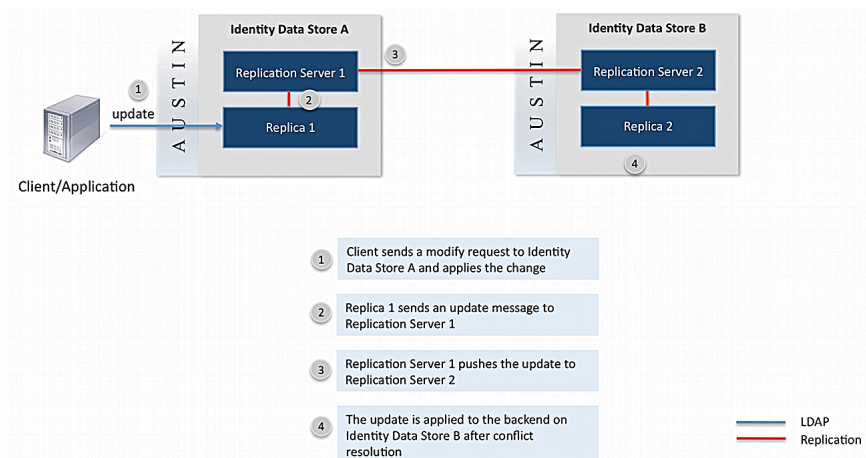 Identity Data Store A
Identity Data Store B
AUSTIN
Replication Server 1
3
AUSTIN
Replication Server 2
1
update
2
Replica 1
Replica 2
4
Client/Application
1
Client sends a modify request to Identity
Data Store A and applies the change
2
Replica 1 sends an update message to
Replication Server 1
3
Replication Server 1 pushes the update to
Replication Server 2
4
The update is applied to the backend on
Identity Data Store B after conflict
resolution
LDAP
Replication